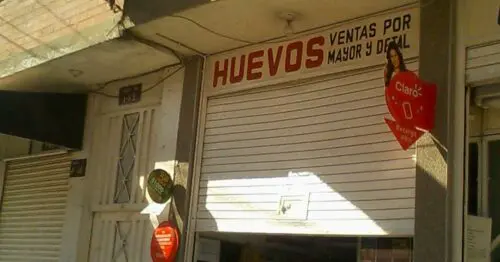 HUEVOS
VENTAS POR
MAYOR Y DETAL
Claro